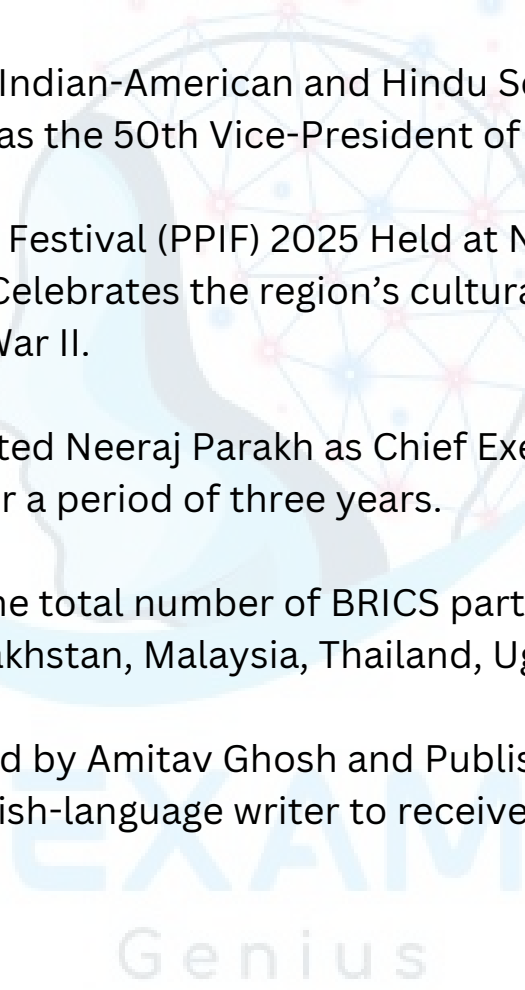 Indian-American and Hindu Se
as the 50th Vice-President of
Festival (PPIF) 2025 Held at N
Celebrates the region's cultura
War II.
ted Neeraj Parakh as Chief Exe
r a period of three years.
he total number of BRICS part
akhstan, Malaysia, Thailand, Ug
d by Amitav Ghosh and Publis
ish-language writer to receive
EXAM
Genius